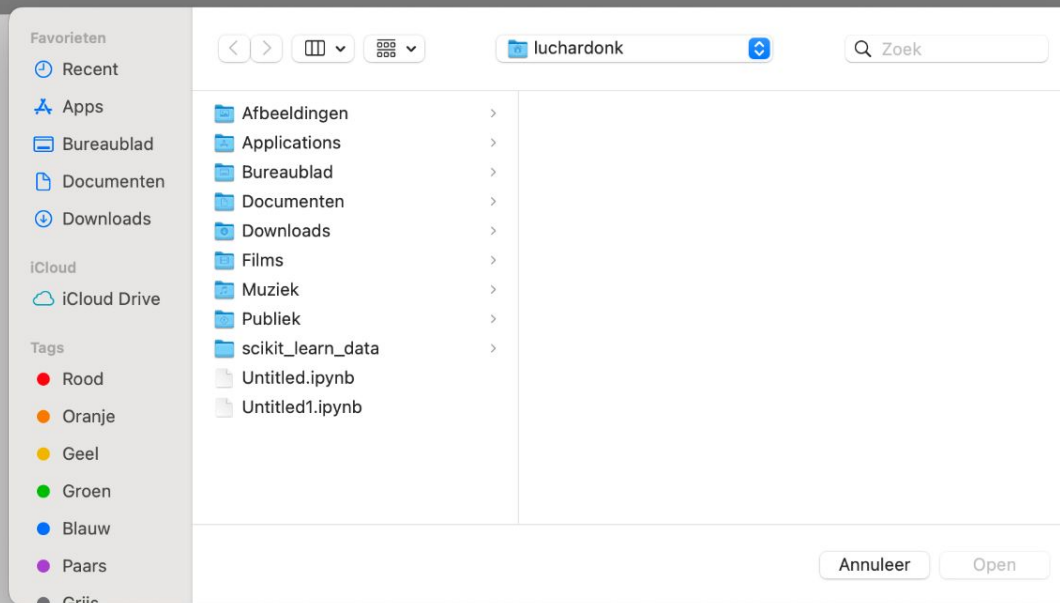 Favorieten
Recent
Apps
Bureaublad
Documenten
Downloads
iCloud
iCloud Drive
Tags
Rood
Oranje
Geel
Groen
Blauw
Paars
Grijs
luchardonk
Zoek
Afbeeldingen
Applications
Bureaublad
Documenten
Downloads
Films
Muziek
Publiek
scikit_learn_data
Untitled.ipynb
Untitled1.ipynb
Annuleer
Open